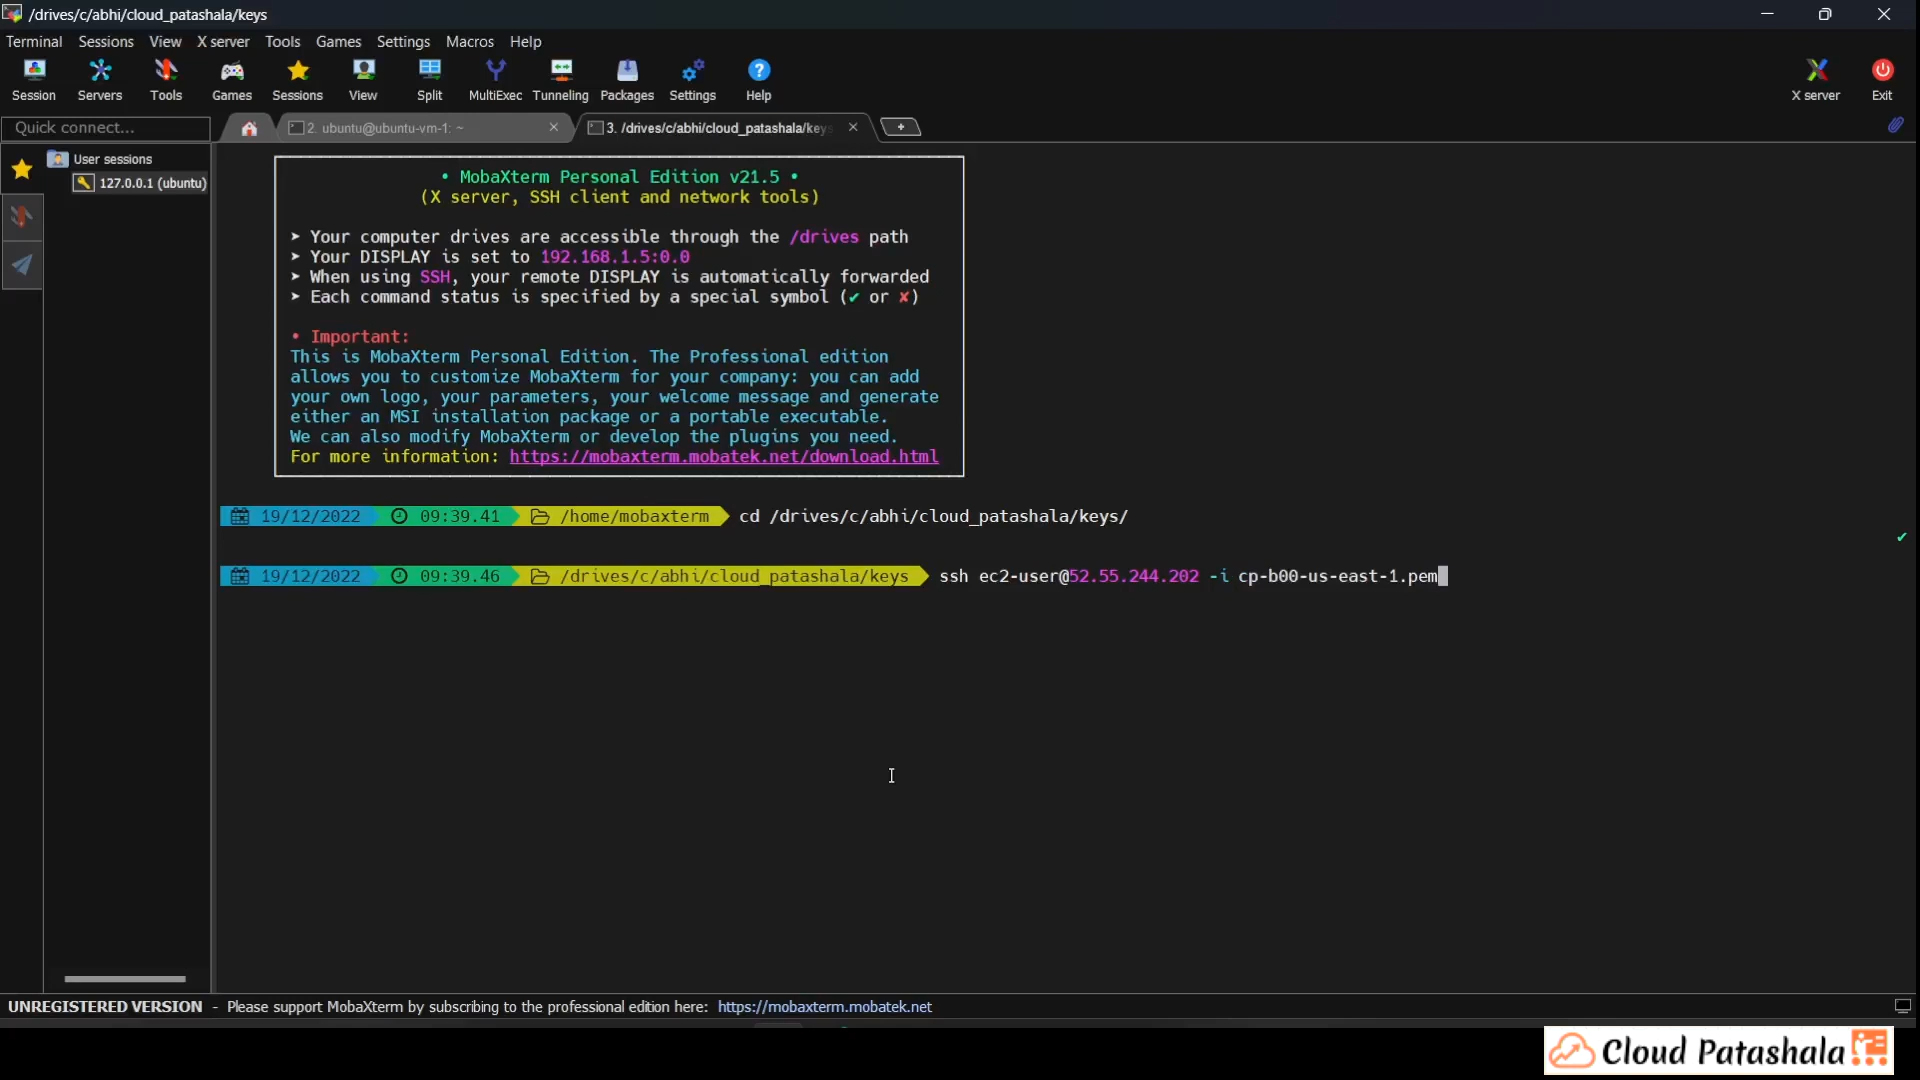 /drives/c/abhi/cloud_patashala/keys
Terminal Sessions View X server Tools Games Settings Macros Help
Session Servers Tools Games Sessions View Split MultiExec Tunneling Packages Settings Help X server Exit
Quick connect...
2. ubuntu@ubuntu-vm-1: ~
3. /drives/c/abhi/cloud_patashala/keys
User sessions
127.0.0.1 (ubuntu)
• MobaXterm Personal Edition v21.5 •
(X server, SSH client and network tools)
➤ Your computer drives are accessible through the /drives path
➤ Your DISPLAY is set to 192.168.1.5:0.0
➤ When using SSH, your remote DISPLAY is automatically forwarded
➤ Each command status is specified by a special symbol (✔ or ✘)
• Important:
This is MobaXterm Personal Edition. The Professional edition
allows you to customize MobaXterm for your company: you can add
your own logo, your parameters, your welcome message and generate
either an MSI installation package or a portable executable.
We can also modify MobaXterm or develop the plugins you need.
For more information: https://mobaxterm.mobatek.net/download.html
19/12/2022 09:39.41 /home/mobaxterm cd /drives/c/abhi/cloud_patashala/keys/
19/12/2022 09:39.46 /drives/c/abhi/cloud_patashala/keys ssh ec2-user@52.55.244.202 -i cp-b00-us-east-1.pem
UNREGISTERED VERSION - Please support MobaXterm by subscribing to the professional edition here: https://mobaxterm.mobatek.net
Cloud Patashala